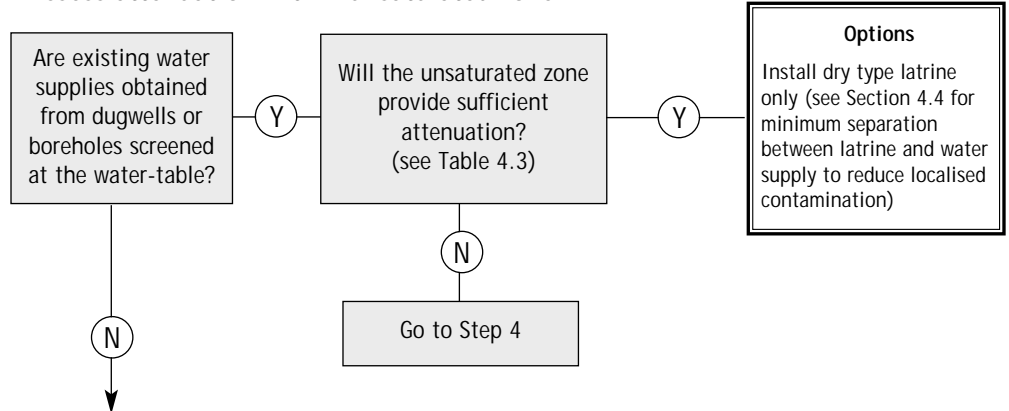 Are existing water
supplies obtained
from dugwells or
boreholes screened
at the water-table?
Y
Will the unsaturated zone
provide sufficient
attenuation?
(see Table 4.3)
Y
Options
Install dry type latrine
only (see Section 4.4 for
minimum separation
between latrine and water
supply to reduce localised
contamination)
N
Go to Step 4
N